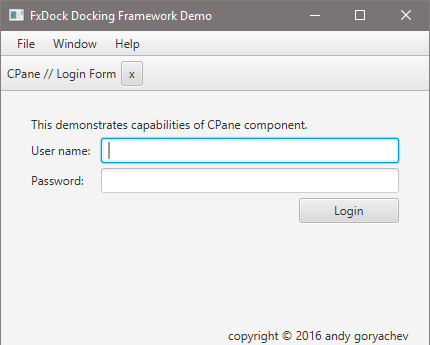 FxDock Docking Framework Demo
File Window Help
CPane // Login Form x
This demonstrates capabilities of CPane component.
User name:
Password:
Login
copyright © 2016 andy goryachev